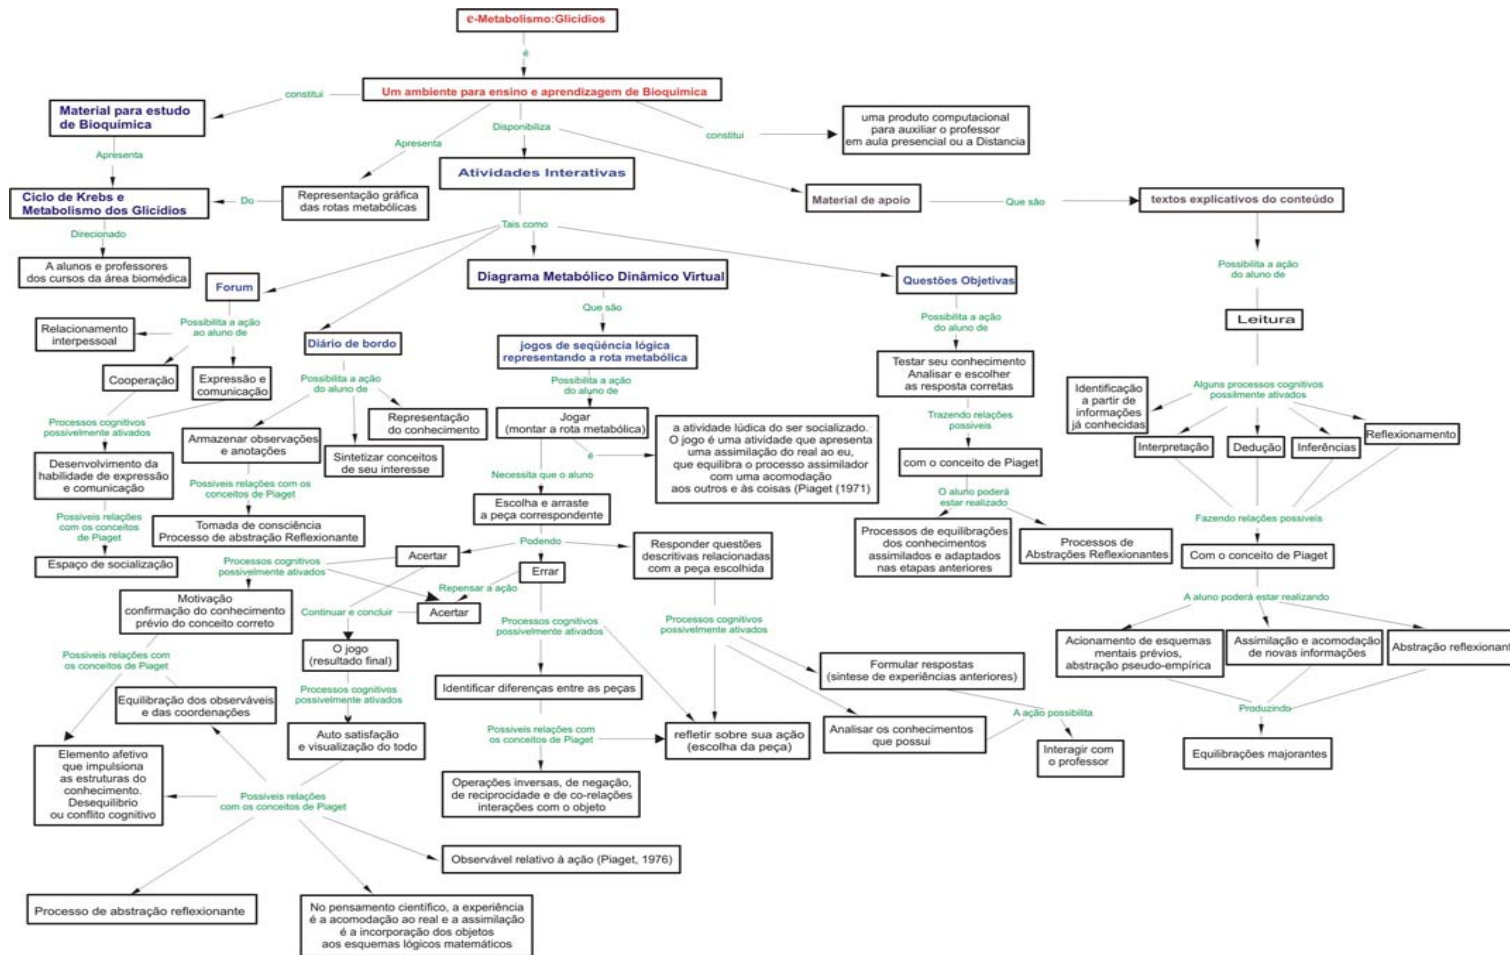 e-Metabolismo:Glicídios
é
Um ambiente para ensino e aprendizagem de Bioquimica
constitui
Material para estudo
de Bioquímica
Apresenta
Disponibiliza
constitui
uma produto computacional
para auxiliar o professor
em aula presencial ou a Distancia
Apresenta
Atividades Interativas
Ciclo de Krebs e
Metabolismo dos Glicídios
Do
Representação gráfica
das rotas metabólicas
Material de apoio
Que são
textos explicativos do conteúdo
Direcionado
A alunos e professores
dos cursos da área biomédica
Tais como
Forum
Diagrama Metabólico Dinâmico Virtual
Questões Objetivas
Possibilita a ação
do aluno de
Leitura
Possibilita a ação
ao aluno de
Relacionamento
interpessoal
Cooperação
Expressão e
comunicação
Processos cognitivos
possivelmente ativados
Desenvolvimento da
habilidade de expressão
e comunicação
Possiveis relações
com os conceitos
de Piaget
Espaço de socialização
Diário de bordo
Possibilita a ação
do aluno de
Representação
do conhecimento
Armazenar observações
e anotações
Sintetizar conceitos
de seu interesse
Possiveis relações com os
conceitos de Piaget
Tomada de consciência
Processo de abstração Reflexionante
Que são
jogos de seqüência lógica
representando a rota metabólica
Possibilita a ação
do aluno de
Jogar
(montar a rota metabólica)
é
a atividade lúdica do ser socializado.
O jogo é uma atividade que apresenta
uma assimilação do real ao eu,
que equilibra o processo assimilador
com uma acomodação
aos outros e às coisas (Piaget (1971)
Necessita que o aluno
Escolha e arraste
a peça correspondente
Podendo
Acertar
Errar
Responder questões
descritivas relacionadas
com a peça escolhida
Processos cognitivos
possivelmente ativados
Repensar a ação
Continuar e concluir
Acertar
Motivação
confirmação do conhecimento
prévio do conceito correto
Possiveis relações com
os conceitos de Piaget
Equilibração dos observáveis
e das coordenações
Elemento afetivo
que impulsiona
as estruturas do
conhecimento.
Desequilibrio
ou conflito cognitivo
O jogo
(resultado final)
Processos cognitivos
possivelmente ativados
Auto satisfação
e visualização do todo
Possiveis relações
com os conceitos de Piaget
Observável relativo à ação (Piaget, 1976)
Processo de abstração reflexionante
No pensamento científico, a experiência
é a acomodação ao real e a assimilação
é a incorporação dos objetos
aos esquemas lógicos matemáticos
Processos cognitivos
possivelmente ativados
Identificar diferenças entre as peças
Possiveis relações com
os conceitos de Piaget
Operações inversas, de negação,
de reciprocidade e de co-relações
interações com o objeto
refletir sobre sua ação
(escolha da peça)
Processos cognitivos
possivelmente ativados
Formular respostas
(sintese de experiências anteriores)
Analisar os conhecimentos
que possui
A ação possibilita
Interagir com
o professor
Possibilita a ação
do aluno de
Testar seu conhecimento
Analisar e escolher
as resposta corretas
Trazendo relações
possiveis
com o conceito de Piaget
O aluno poderá
estar realizado
Processos de equilibrações
dos conhecimentos
assimilados e adaptados
nas etapas anteriores
Processos de
Abstrações Reflexionantes
Alguns processos cognitivos
possilmente ativados
Identificação
a partir de
informações
já conhecidas
Interpretação
Dedução
Inferências
Reflexionamento
Fazendo relações possiveis
Com o conceito de Piaget
A aluno poderá estar realizando
Acionamento de esquemas
mentais prévios,
abstração pseudo-empírica
Assimilação e acomodação
de novas informações
Abstração reflexionant
Produzindo
Equilibrações majorantes